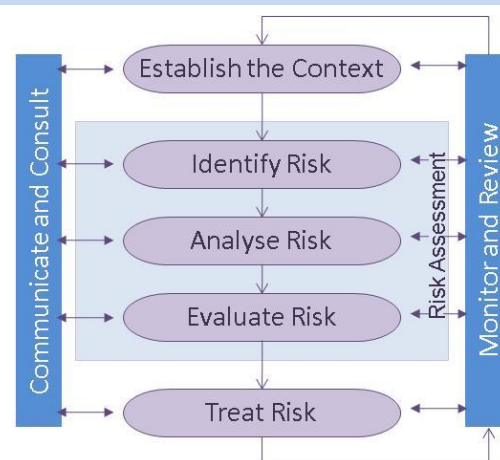 Establish the Context
Communicate and Consult
Identify Risk
Analyse Risk
Evaluate Risk
Risk Assessment
Monitor and Review
Treat Risk